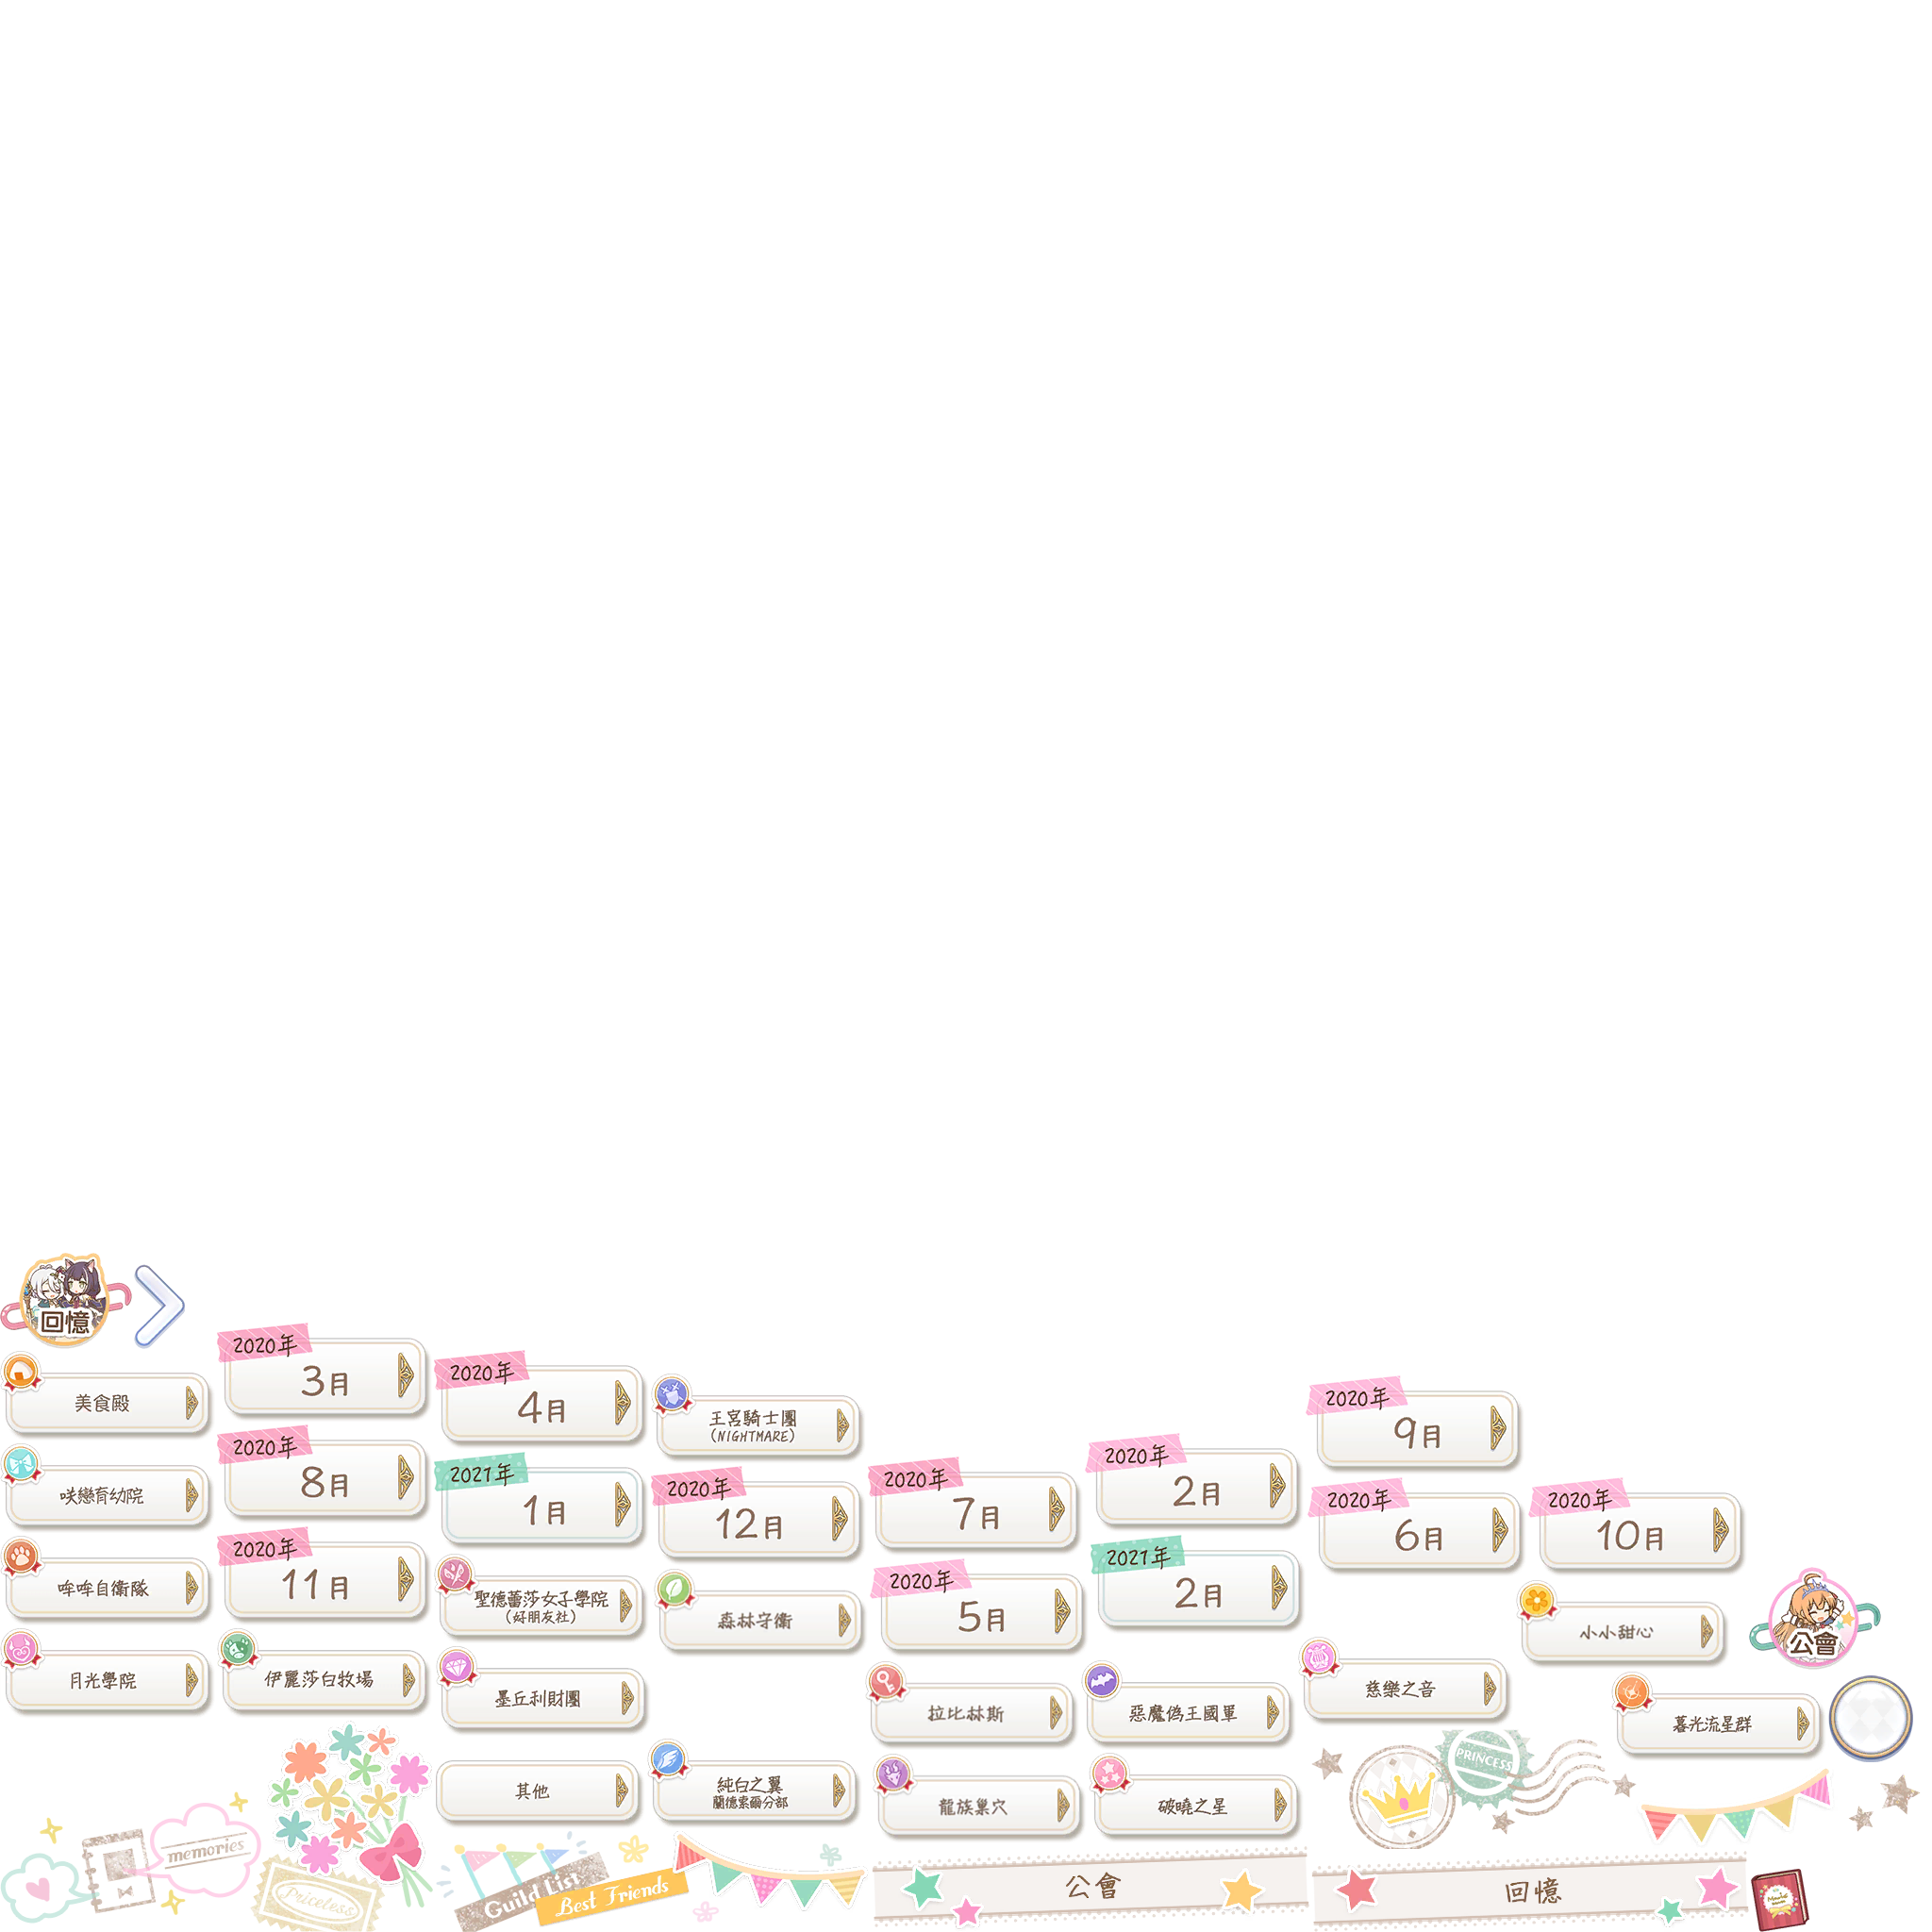 回憶
2020年
3月
2020年
4月
美食殿
王宮騎士團
(NIGHTMARE)
2020年
9月
2020年
8月
2021年
1月
2020年
12月
2020年
7月
2020年
2月
咲戀育幼院
2020年
6月
2020年
10月
2020年
11月
2020年
5月
2021年
2月
哞哞自衛隊
聖德蕾莎女子學院
(好朋友社)
森林守衛
小小甜心
公會
月光學院
伊麗莎白牧場
墨丘利財團
拉比林斯
惡魔偽王國軍
慈樂之音
暮光流星群
其他
純白之翼
蘭德索爾分部
龍族巢穴
破曉之星
PRINCESS
memories
Priceless
Guild List
Best Friends
公會
回憶